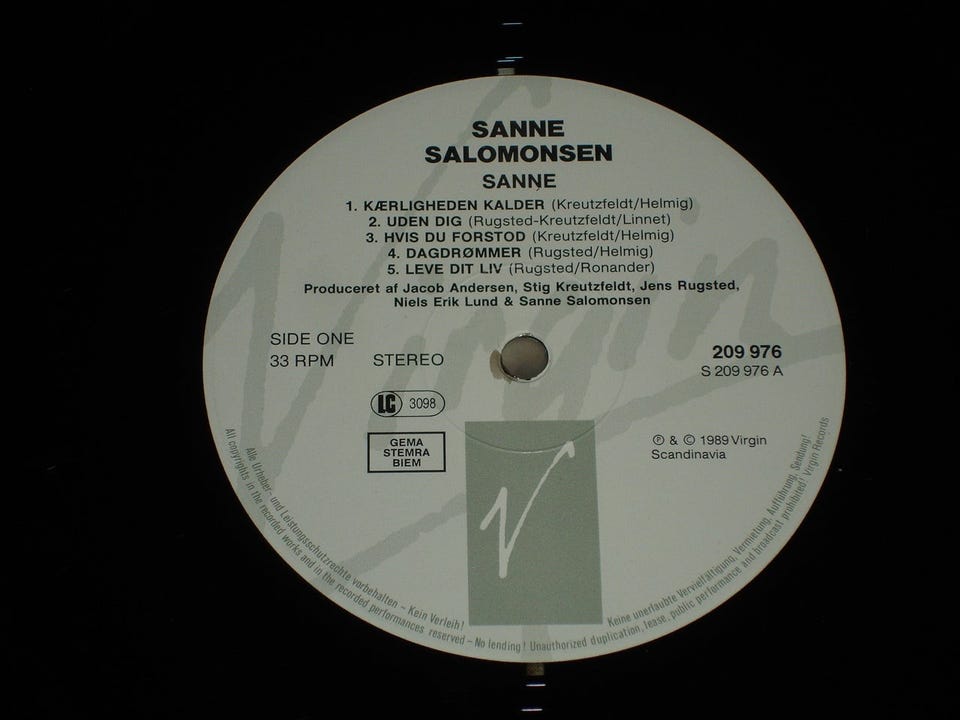 SANNE
SALOMONSEN
SANNE
1. KÆRLIGHEDEN KALDER (Kreutzfeldt/Helmig)
2. UDEN DIG (Rugsted-Kreutzfeldt/Linnet)
3. HVIS DU FORSTOD (Kreutzfeldt/Helmig)
4. DAGDRØMMER (Rugsted/Helmig)
5. LEVE DIT LIV (Rugsted/Ronander)
Produceret af Jacob Andersen, Stig Kreutzfeldt, Jens Rugsted,
Niels Erik Lund & Sanne Salomonsen
SIDE ONE
33 RPM STEREO
209 976
S 209 976 A
LC 3098
GEMA
STEMRA
BIEM
Ⓟ & © 1989 Virgin
Scandinavia
Virgin
V
Alle Urheber- und Leistungsschutzrechte vorbehalten – Kein Verleih! Keine unerlaubte Vervielfältigung, Vermietung, Aufführung, Sendung!
All copyrights in the recorded works and in the recorded performances reserved – No lending! Unauthorized duplication, lease, public performance and broadcast prohibited! Virgin Records